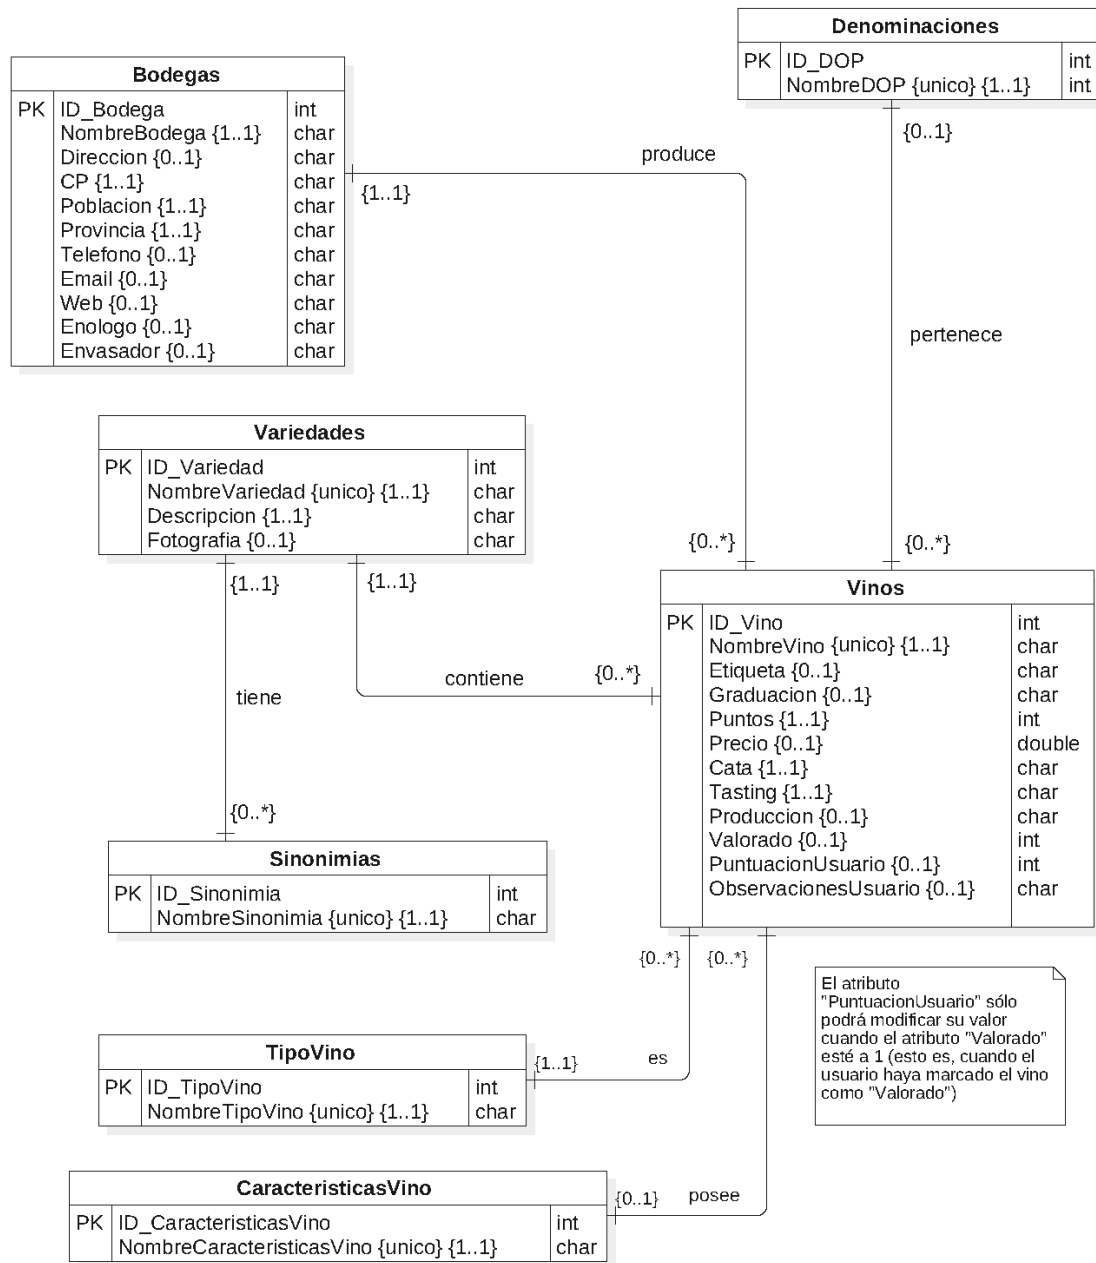 Denominaciones
PK ID_DOP int
NombreDOP {unico} {1..1} int
{0..1}
Bodegas
PK ID_Bodega int
NombreBodega {1..1} char
Direccion {0..1} char
CP {1..1} char
Poblacion {1..1} char
Provincia {1..1} char
Telefono {0..1} char
Email {0..1} char
Web {0..1} char
Enologo {0..1} char
Envasador {0..1} char
produce
{1..1}
pertenece
Variedades
PK ID_Variedad int
NombreVariedad {unico} {1..1} char
Descripcion {1..1} char
Fotografia {0..1} char
{0..*} {0..*}
{1..1} {1..1}
Vinos
PK ID_Vino int
NombreVino {unico} {1..1} char
Etiqueta {0..1} char
Graduacion {0..1} char
Puntos {1..1} int
Precio {0..1} double
Cata {1..1} char
Tasting {1..1} char
Produccion {0..1} char
Valorado {0..1} int
PuntuacionUsuario {0..1} int
ObservacionesUsuario {0..1} char
contiene {0..*}
tiene
{0..*}
Sinonimias
PK ID_Sinonimia int
NombreSinonimia {unico} {1..1} char
{0..*} {0..*}
El atributo
"PuntuacionUsuario" sólo
podrá modificar su valor
cuando el atributo "Valorado"
esté a 1 (esto es, cuando el
usuario haya marcado el vino
como "Valorado")
TipoVino
PK ID_TipoVino int
NombreTipoVino {unico} {1..1} char
{1..1} es
CaracteristicasVino
PK ID_CaracteristicasVino int
NombreCaracteristicasVino {unico} {1..1} char
{0..1} posee